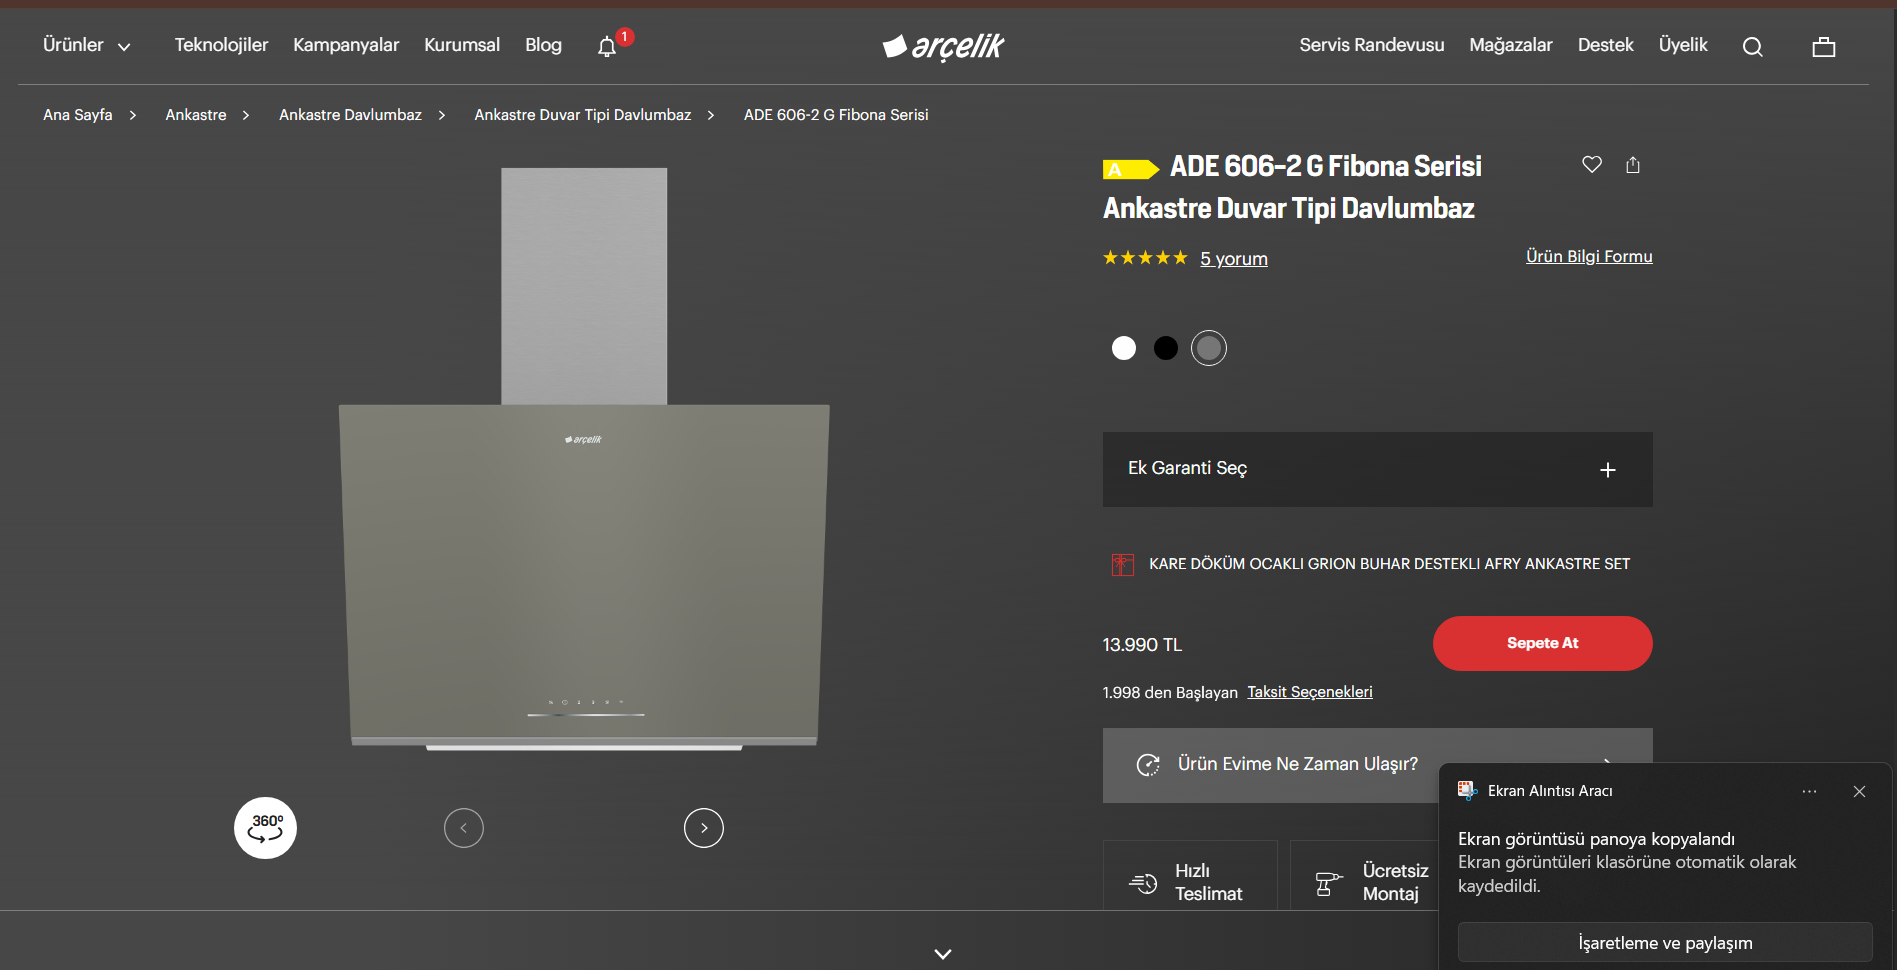 Ürünler
Teknolojiler
Kampanyalar
Kurumsal
Blog
1
arçelik
Servis Randevusu
Mağazalar
Destek
Üyelik
Ana Sayfa
Ankastre
Ankastre Davlumbaz
Ankastre Duvar Tipi Davlumbaz
ADE 606-2 G Fibona Serisi
arçelik
360°
A
ADE 606-2 G Fibona Serisi
Ankastre Duvar Tipi Davlumbaz
5 yorum
Ürün Bilgi Formu
Ek Garanti Seç
KARE DÖKÜM OCAKLI GRION BUHAR DESTEKLI AFRY ANKASTRE SET
13.990 TL
Sepete At
1.998 den Başlayan Taksit Seçenekleri
Ürün Evime Ne Zaman Ulaşır?
Hızlı
Teslimat
Ücretsiz
Montaj
Ekran Alıntısı Aracı
Ekran görüntüsü panoya kopyalandı
Ekran görüntüleri klasörüne otomatik olarak
kaydedildi.
İşaretleme ve paylaşım